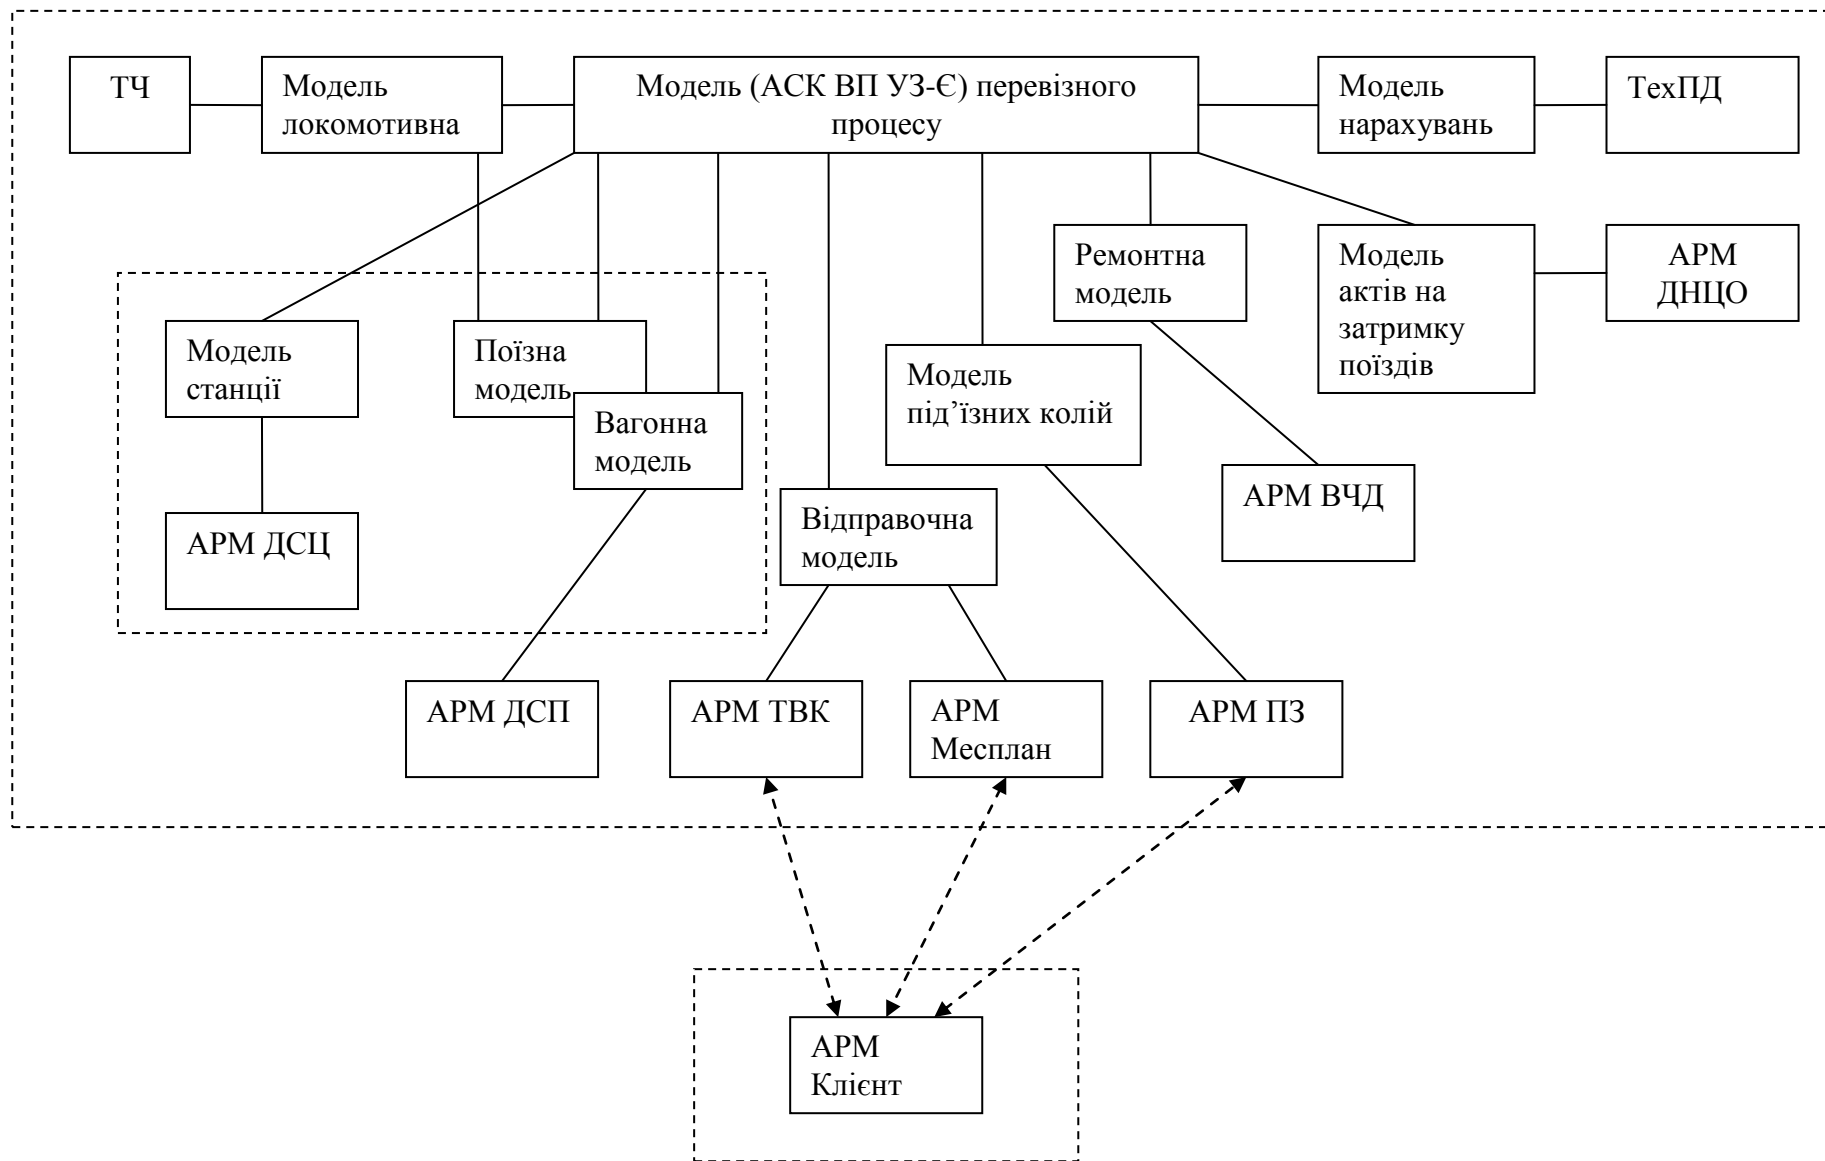 ТЧ
Модель
локомотивна
Модель (АСК ВП УЗ-Є) перевізного
процесу
Модель
нарахувань
ТехПД
Ремонтна
модель
Модель
актів на
затримку
поїздів
АРМ
ДНЦО
Модель
станції
Поїзна
модель
Вагонна
модель
Модель
під’їзних колій
АРМ ВЧД
Відправочна
модель
АРМ ДСЦ
АРМ ДСП
АРМ ТВК
АРМ
Месплан
АРМ ПЗ
АРМ
Клієнт